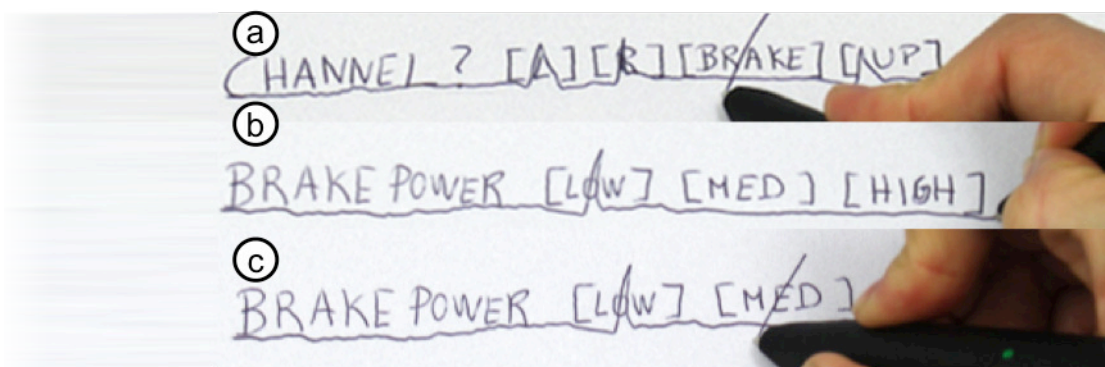 a
CHANNEL ? [A] [B] [BRAKE] [UP]
b
BRAKE POWER [LOW] [MED] [HIGH]
c
BRAKE POWER [LOW] [MED]